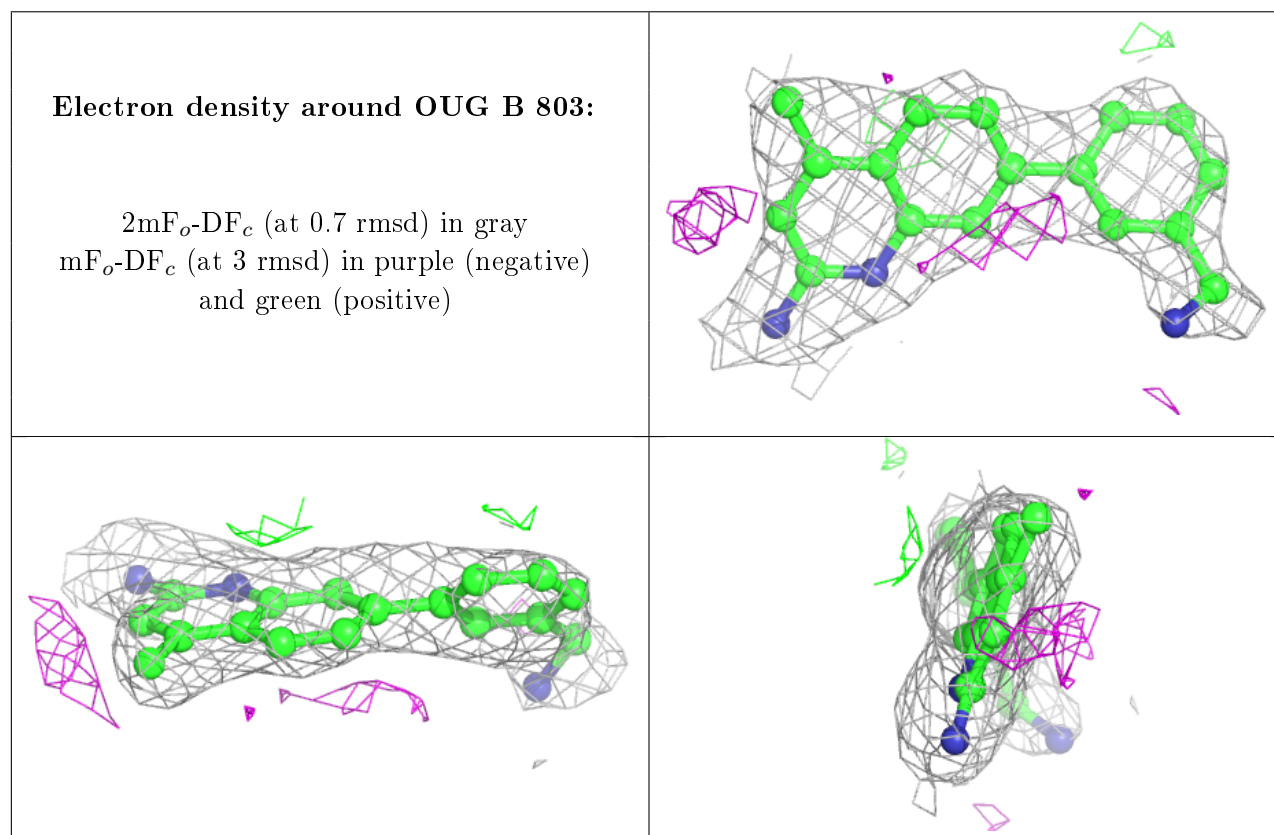 Electron density around OUG B 803:
2mFo-DFc (at 0.7 rmsd) in gray
mFo-DFc (at 3 rmsd) in purple (negative)
and green (positive)